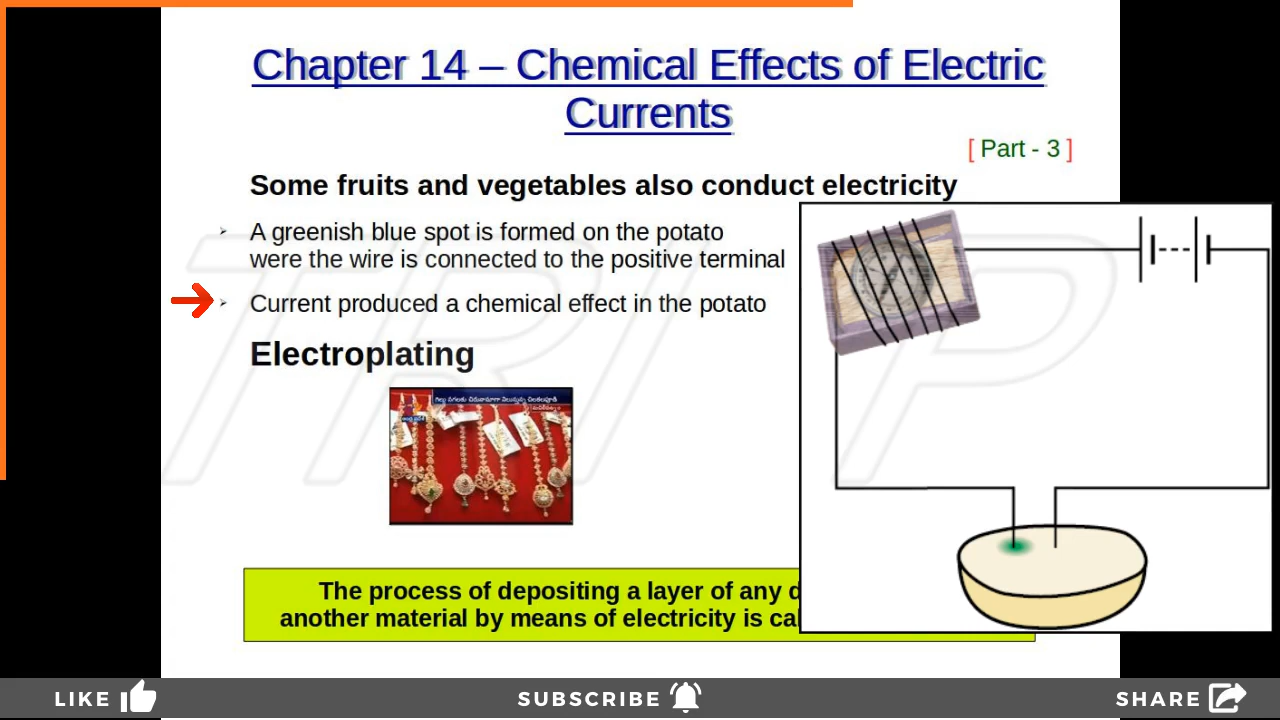 Chapter 14 – Chemical Effects of Electric
Currents
[ Part - 3 ]
Some fruits and vegetables also conduct electricity
A greenish blue spot is formed on the potato
were the wire is connected to the positive terminal
Current produced a chemical effect in the potato
Electroplating
The process of depositing a layer of any
another material by means of electricity is
TRI P
LIKE
SUBSCRIBE
SHARE